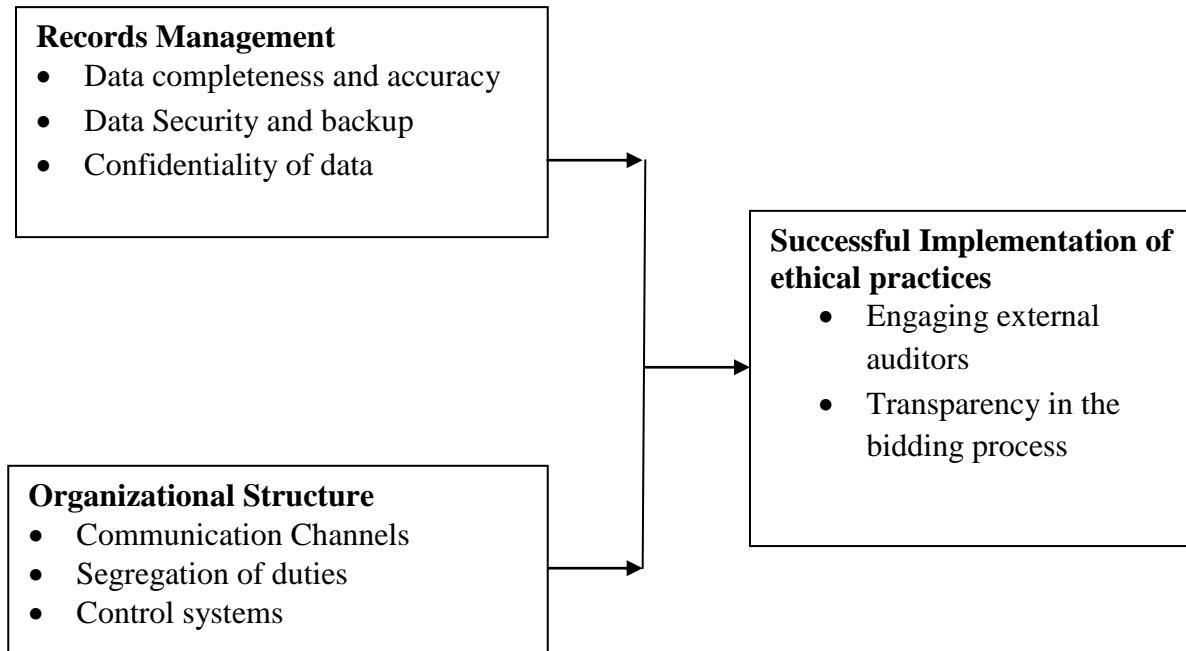 Records Management
• Data completeness and accuracy
• Data Security and backup
• Confidentiality of data
Successful Implementation of
ethical practices
• Engaging external
auditors
• Transparency in the
bidding process
Organizational Structure
• Communication Channels
• Segregation of duties
• Control systems